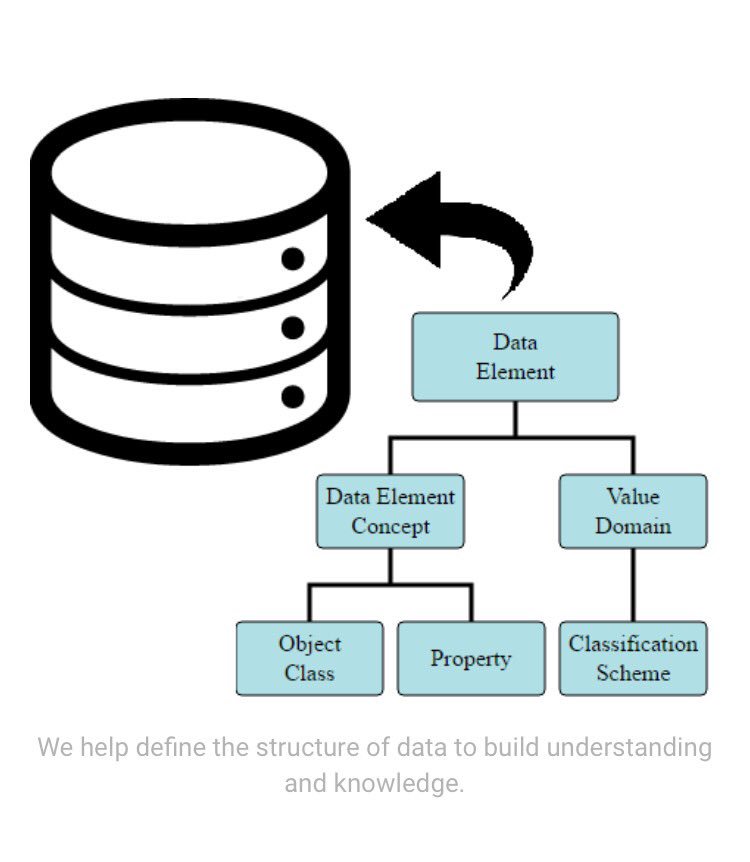 Data
Element
Data Element
Concept
Value
Domain
Object
Class
Property
Classification
Scheme
We help define the structure of data to build understanding
and knowledge.